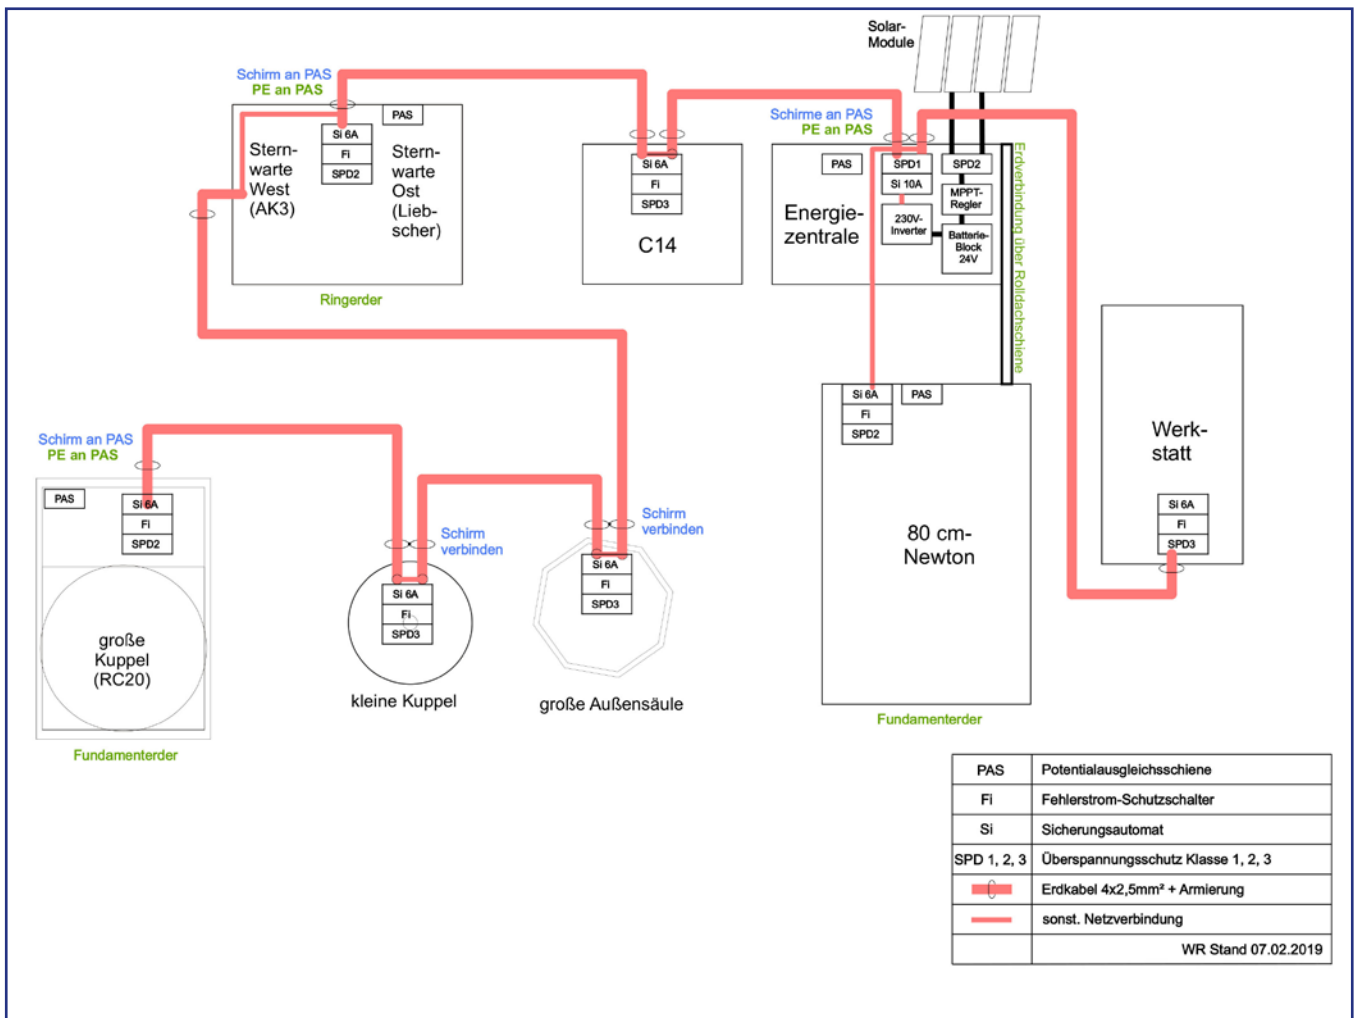 Solar-
Module
Schirm an PAS
PE an PAS
PAS
Si 6A
Fi
SPD2
Stern-
warte
West
(AK3)
Stern-
warte
Ost
(Lieb-
scher)
Ringerder
Si 6A
Fi
SPD3
C14
Schirme an PAS
PE an PAS
PAS
SPD1
Si 10A
230V-
Inverter
SPD2
MPPT-
Regler
Batterie-
Block
24V
Energie-
zentrale
Erdverbindung über Rolldachschiene
Si 6A
Fi
SPD2
PAS
80 cm-
Newton
Fundamenterder
Werk-
statt
Si 6A
Fi
SPD3
Schirm an PAS
PE an PAS
PAS
Si 6A
Fi
SPD2
große
Kuppel
(RC20)
Fundamenterder
Schirm
verbinden
Si 6A
Fi
SPD3
kleine Kuppel
Schirm
verbinden
Si 6A
Fi
SPD3
große Außensäule
PAS Potentialausgleichsschiene
Fi Fehlerstrom-Schutzschalter
Si Sicherungsautomat
SPD 1, 2, 3 Überspannungsschutz Klasse 1, 2, 3
Erdkabel 4x2,5mm² + Armierung
sonst. Netzverbindung
WR Stand 07.02.2019